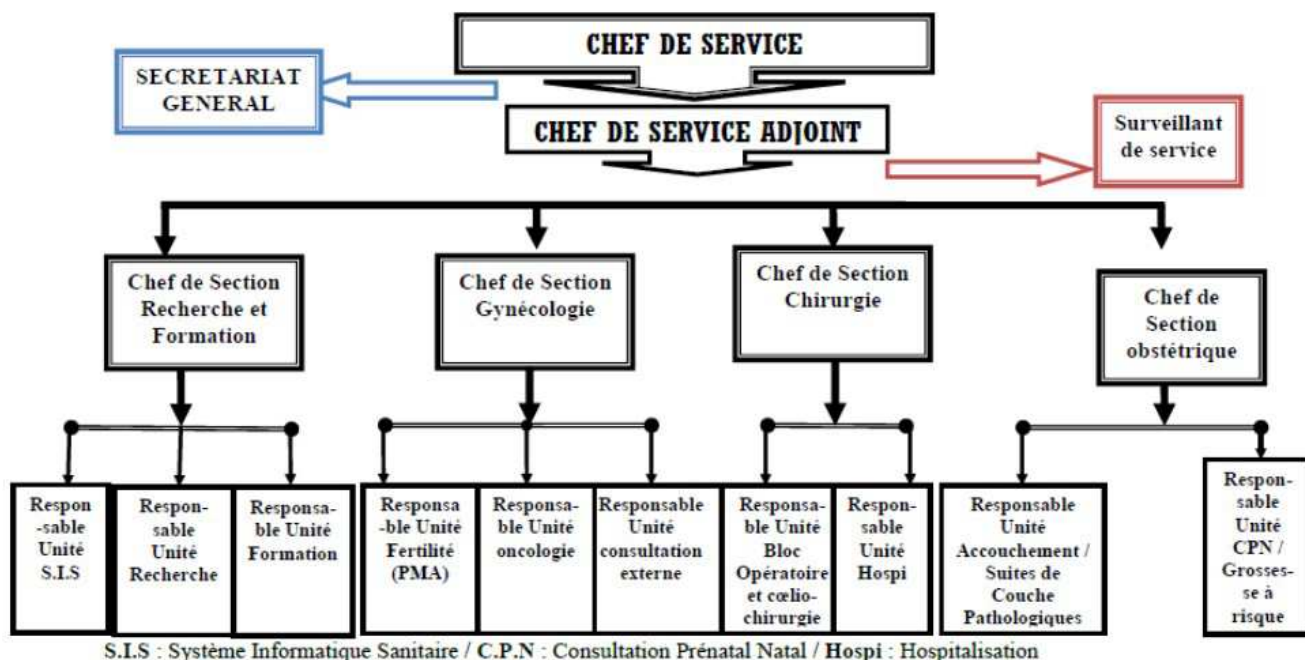 CHEF DE SERVICE
SECRETARIAT
GENERAL
CHEF DE SERVICE ADJOINT
Surveillant
de service
Chef de Section
Recherche et
Formation
Chef de Section
Gynécologie
Chef de Section
Chirurgie
Chef de
Section
obstétrique
Respon
-sable
Unité
S.I.S
Respon-
sable
Unité
Recherche
Responsa-
ble Unité
Formation
Responsa
-ble Unité
Fertilité
(PMA)
Responsa-
ble Unité
oncologie
Responsable
Unité
consultation
externe
Responsa-
ble Unité
Bloc
Opératoire
et cœlio-
chirurgie
Respon-
sable
Unité
Hospi
Responsable
Unité
Accouchement /
Suites de
Couche
Pathologiques
Respon-
sable
Unité
CPN /
Grosses-
se à
risque
S.I.S : Système Informatique Sanitaire / C.P.N : Consultation Prénatal Natal / Hospi : Hospitalisation